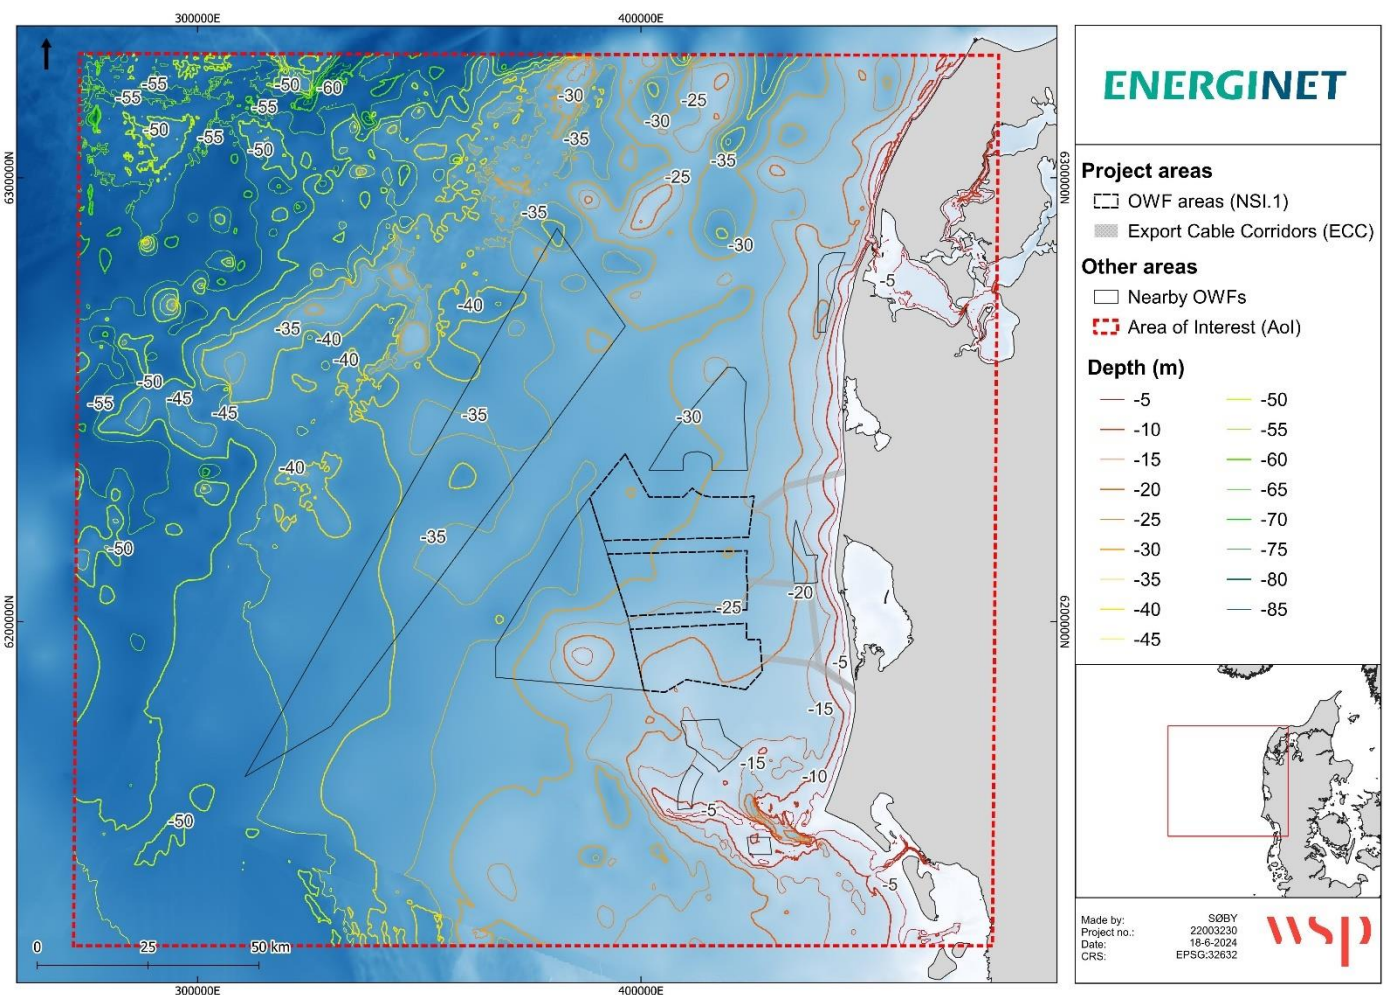 300000E
400000E
6300000N
6300000N
6200000N
6200000N
-55
-55
-50
-60
-55
-50
-55
-50
-30
-25
-30
-35
-35
-25
-35
-30
-5
-40
-35
-40
-40
-50
-45
-55
-45
-35
-30
-40
-35
-50
-25
-20
-5
-15
-15
-10
-5
-50
-5
0
25
50 km
300000E
400000E
ENERGINET
Project areas
OWF areas (NSI.1)
Export Cable Corridors (ECC)
Other areas
Nearby OWFs
Area of Interest (AoI)
Depth (m)
-5
-10
-15
-20
-25
-30
-35
-40
-45
-50
-55
-60
-65
-70
-75
-80
-85
Made by: SØBY
Project no.: 22003230
Date: 18-6-2024
CRS: EPSG:32632
wsp